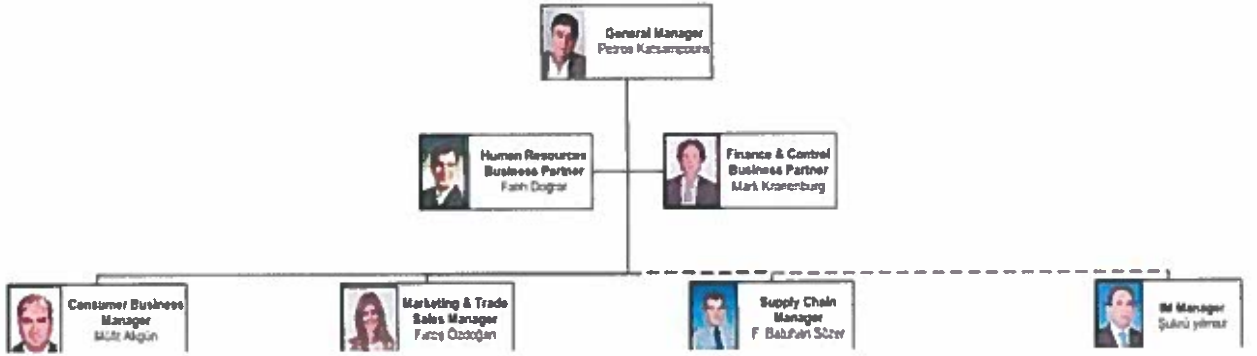 General Manager
Petros Katsampouris
Human Resources
Business Partner
Fatih Doğrar
Finance & Control
Business Partner
Mark Kranenburg
Consumer Business
Manager
Müfit Akgün
Marketing & Trade
Sales Manager
Özdoğan
Supply Chain
Manager
F. Batuhan Sözer
IM Manager
Şükrü yılmaz